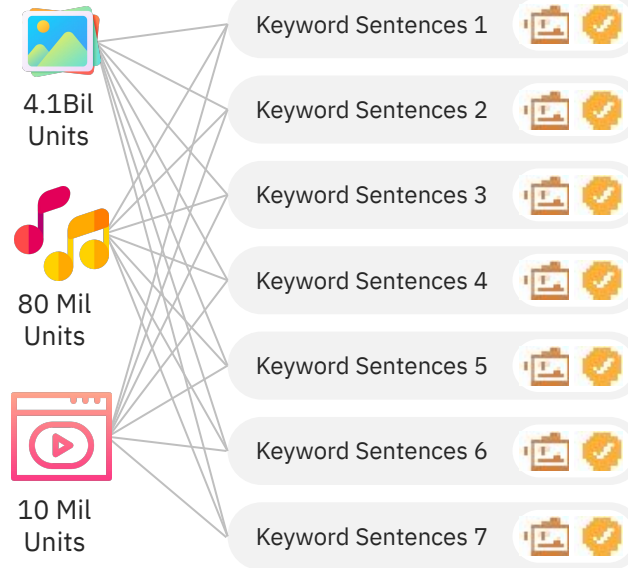 4.1Bil
Units
80 Mil
Units
10 Mil
Units
Keyword Sentences 1
Keyword Sentences 2
Keyword Sentences 3
Keyword Sentences 4
Keyword Sentences 5
Keyword Sentences 6
Keyword Sentences 7